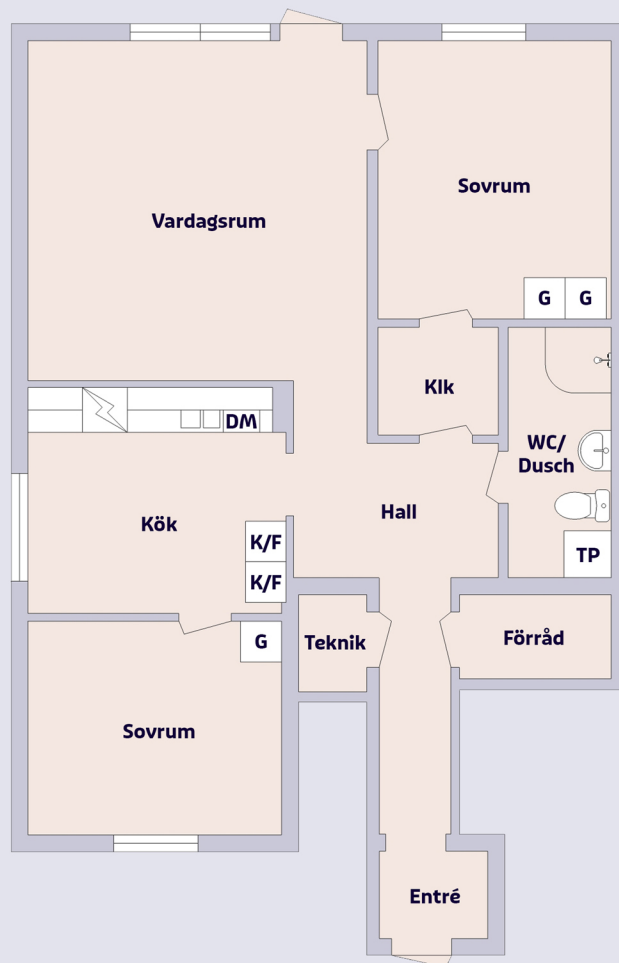 Vardagsrum
Sovrum
G G
Klk
DM
WC/
Dusch
Kök
K/F
K/F
Hall
TP
G
Teknik
Förråd
Sovrum
Entré